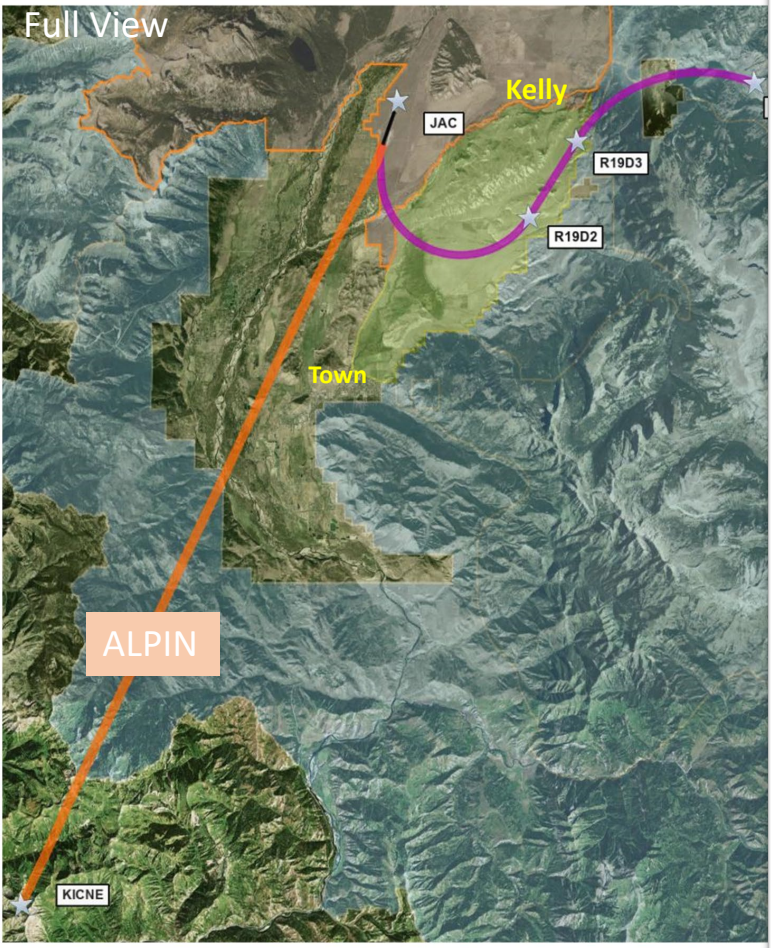 Full View
Kelly
JAC
R19D3
R19D2
Town
ALPIN
KICNE